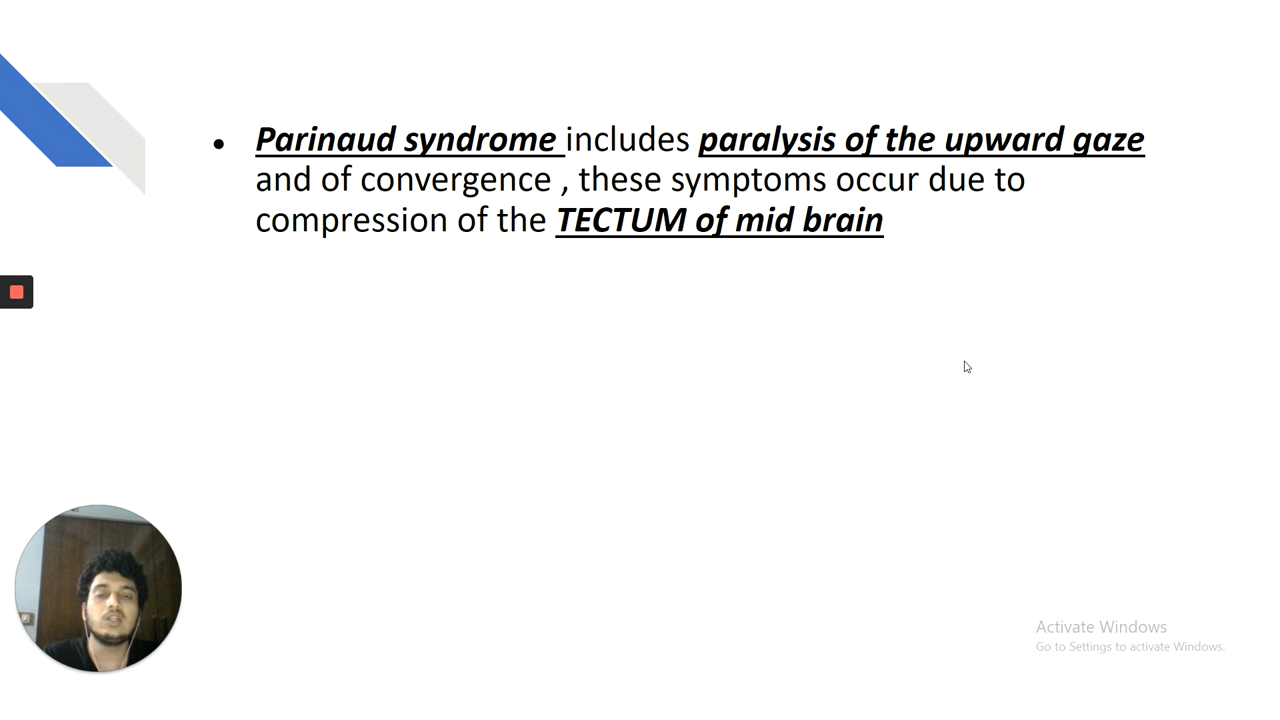 • Parinaud syndrome includes paralysis of the upward gaze
and of convergence , these symptoms occur due to
compression of the TECTUM of mid brain
Activate Windows
Go to Settings to activate Windows.